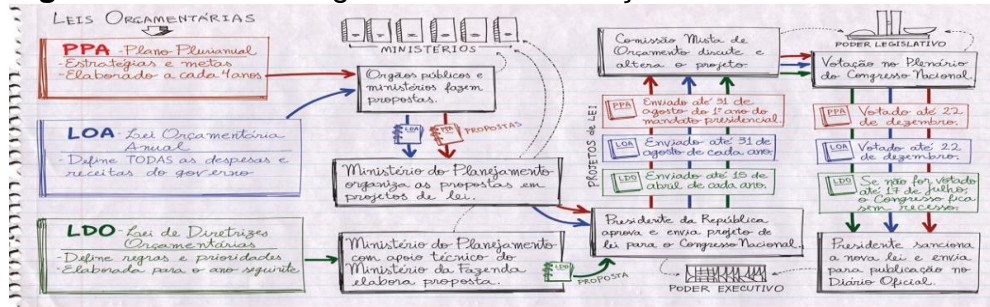 LEIS ORÇAMENTÁRIAS
PPA - Plano Plurianual
- Estratégias e metas
- Elaborado a cada 4 anos
LOA - Lei Orçamentária
Anual
- Define TODAS as despesas e
receitas do governo
LDO - Lei de Diretrizes
Orçamentárias
- Define regras e prioridades
- Elaborada para o ano seguinte
MINISTÉRIOS
Orgãos públicos e
ministérios fazem
propostas.
LOA
PPA
PROPOSTAS
Ministério do Planejamento
organiza as propostas em
projetos de lei.
Ministério do Planejamento
com apoio técnico do
Ministério da Fazenda
elabora proposta.
LDO
PROPOSTA
PROJETOS de LEI
Comissão Mista de
Orçamento discute e
altera o projeto.
PPA Enviado até 31 de
agosto do 1º ano do
mandato presidencial.
LOA Enviado até 31 de
agosto de cada ano.
LDO Enviado até 15 de
abril de cada ano.
Presidente da República
aprova e envia projeto de
lei para o Congresso Nacional.
PODER EXECUTIVO
PODER LEGISLATIVO
Votação no Plenário
do Congresso Nacional.
PPA Votado até 22
de dezembro.
LOA Votado até 22
de dezembro.
LDO Se não for votado
até 17 de julho,
o Congresso fica
sem recesso.
Presidente sanciona
a nova lei e envia
para publicação no
Diário Oficial.